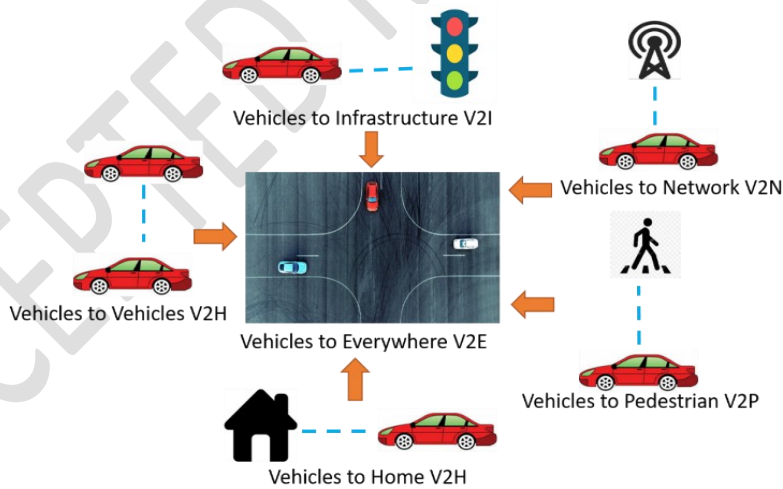 Vehicles to Infrastructure V2I
Vehicles to Network V2N
Vehicles to Vehicles V2H
Vehicles to Everywhere V2E
Vehicles to Pedestrian V2P
Vehicles to Home V2H